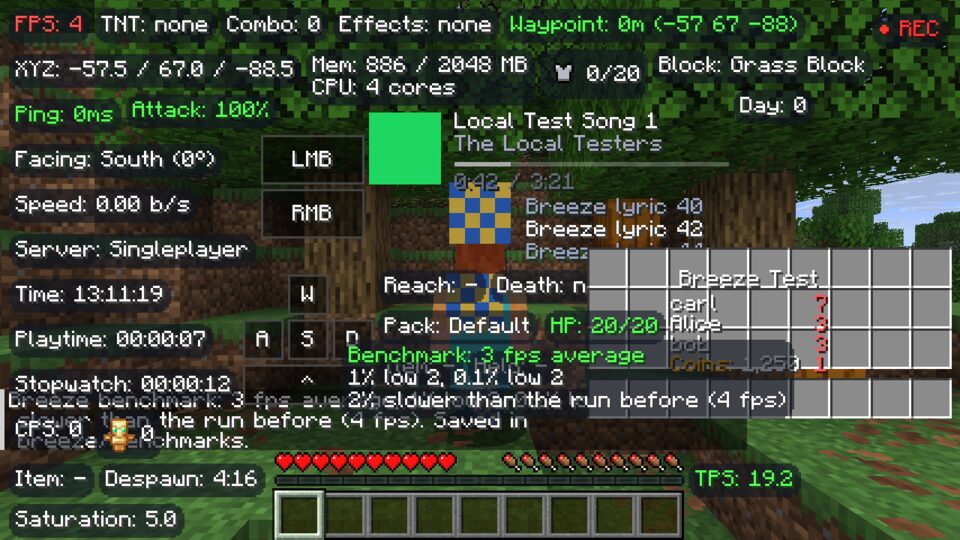 FPS: 4 TNT: none Combo: 0 Effects: none Waypoint: 0m (-57 67 -88) REC
XYZ: -57.5 / 67.0 / -88.5
Mem: 886 / 2048 MB
CPU: 4 cores
0/20
Block: Grass Block
Day: 0
Ping: 0ms
Attack: 100%
Local Test Song 1
The Local Testers
0:42 / 3:21
Facing: South (0°)
LMB
Speed: 0.00 b/s
RMB
Breeze lyric 40
Breeze lyric 42
Breeze
Server: Singleplayer
Breeze Test
carl 7
Alice 3
bob 3
Coins: 1,250 1
Reach: - Death:
Time: 13:11:19
W
Pack: Default HP: 20/20
Playtime: 00:00:07
A S D
Benchmark: 3 fps average
1% low 2, 0.1% low 2
2% slower than the run before (4 fps)
Stopwatch: 00:00:12
^
Breeze benchmark: 3 fps
slower than the run before (4 fps). Saved in
CPS: 0
0
Item: - Despawn: 4:16
TPS: 19.2
Saturation: 5.0